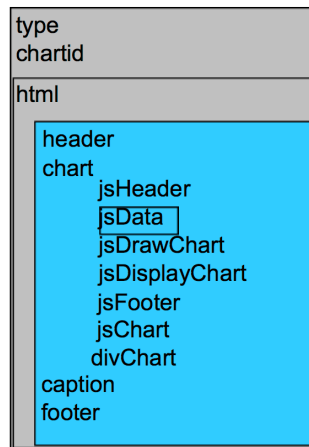 type
chartid
html
header
chart
jsHeader
jsData
jsDrawChart
jsDisplayChart
jsFooter
jsChart
divChart
caption
footer